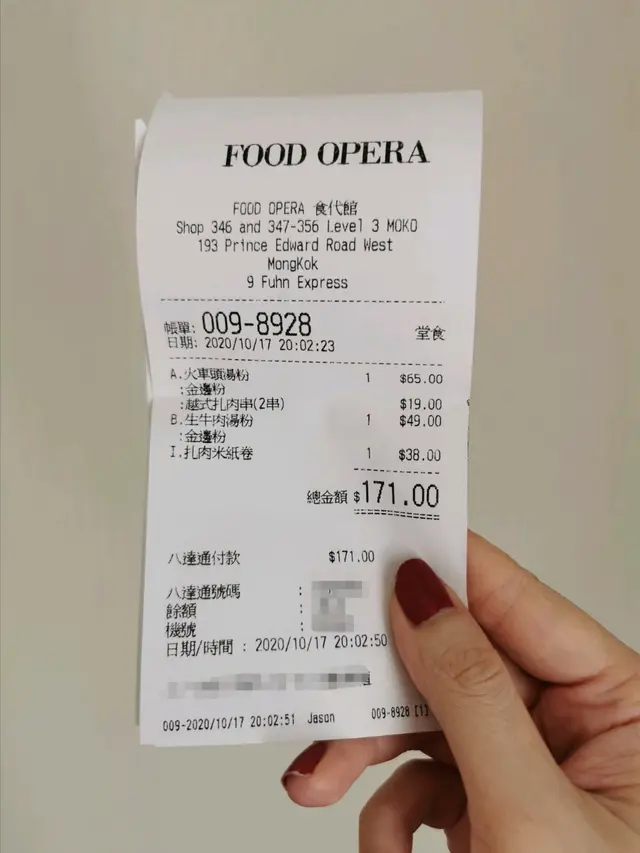 FOOD OPERA
FOOD OPERA 食代館
Shop 346 and 347-356 Level 3 MOKO
193 Prince Edward Road West
MongKok
9 Fuhn Express
帳單: 009-8928 堂食
日期: 2020/10/17 20:02:23
A.火車頭湯粉 1 $65.00
:金邊粉
:越式扎肉串(2串) $19.00
B.生牛肉湯粉 1 $49.00
:金邊粉
I.扎肉米紙卷 1 $38.00
總金額 $171.00
八達通付款 $171.00
八達通號碼 :
餘額 :
機號 :
日期/時間 : 2020/10/17 20:02:50
009-2020/10/17 20:02:51 Jason 009-8928 [1]